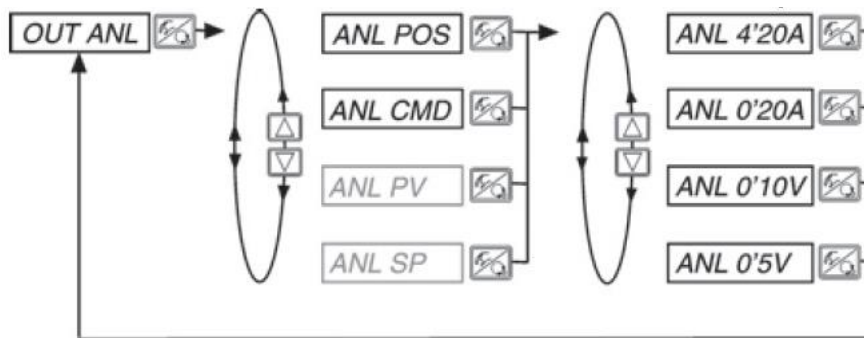 OUT ANL
ANL POS
ANL CMD
ANL PV
ANL SP
ANL 4'20A
ANL 0'20A
ANL 0'10V
ANL 0'5V